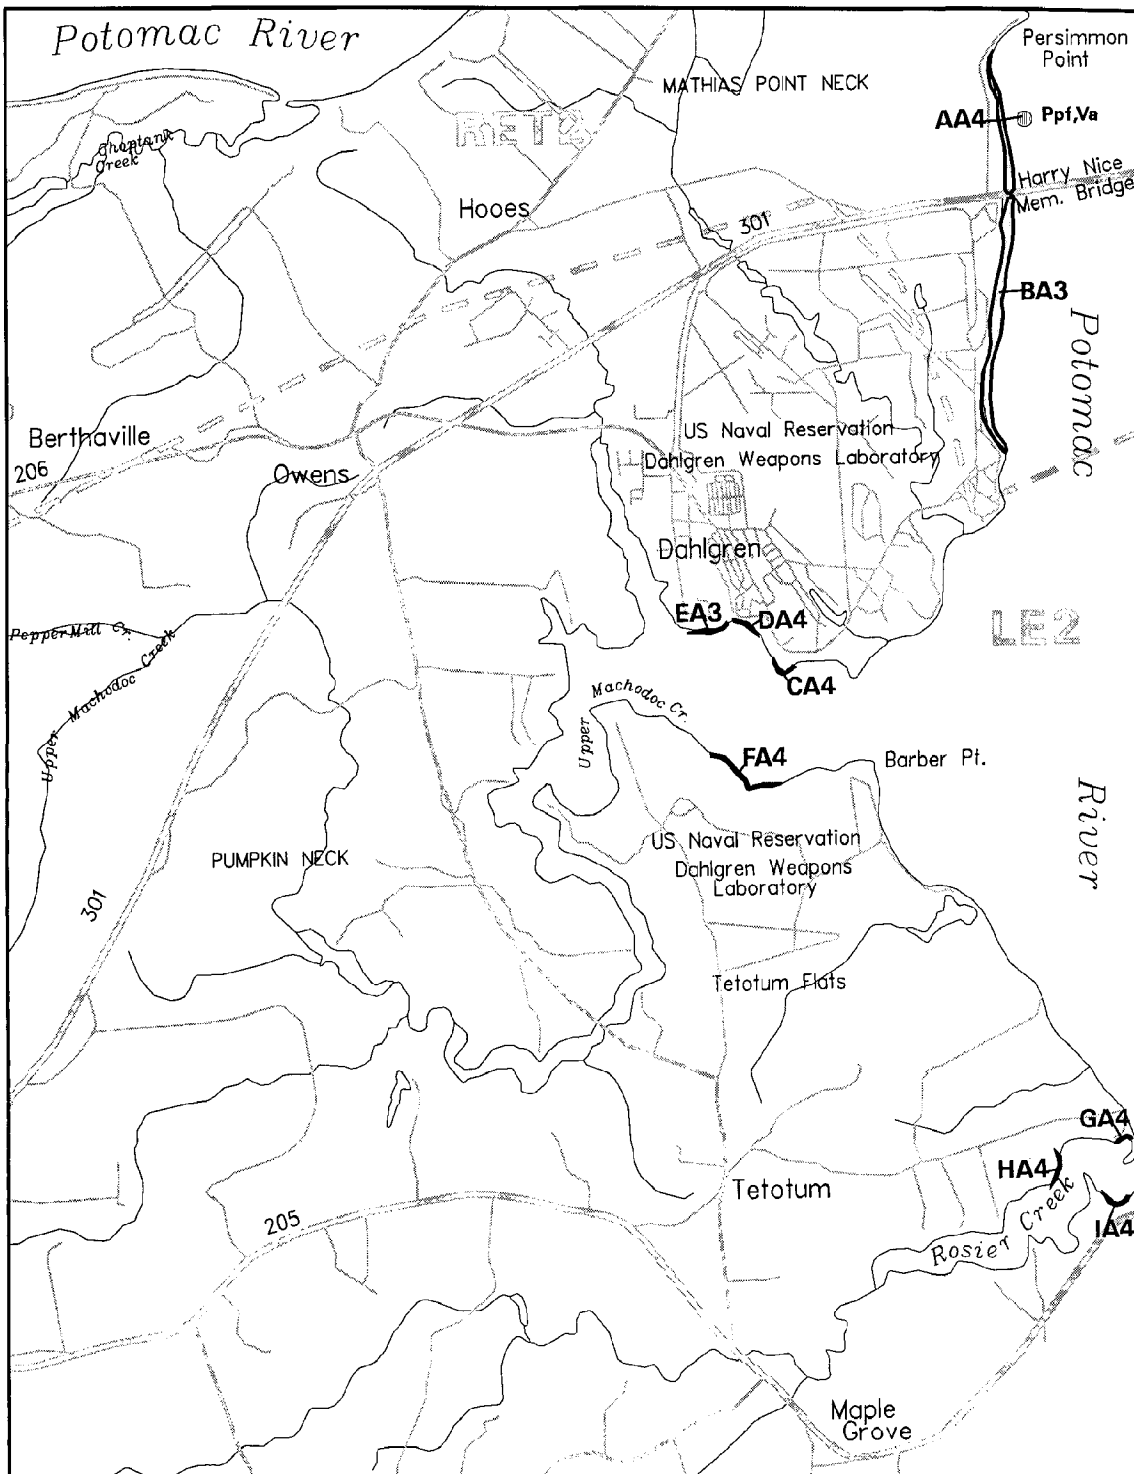 Potomac River
Persimmon
Point
MATHIAS POINT NECK
AA4
Ppf,Va
RET2
Choptank
Creek
Harry Nice
Mem. Bridge
Hooes
301
BA3
Potomac
Berthaville
US Naval Reservation
Dahlgren Weapons Laboratory
206
Owens
Dahlgren
EA3
DA4
LE2
Pepper Mill Cr.
Upper Machodoc Creek
CA4
Upper Machodoc Cr.
FA4
Barber Pt.
River
US Naval Reservation
Dahlgren Weapons
Laboratory
PUMPKIN NECK
301
Tetotum Flats
GA4
HA4
Tetotum
205
IA4
Rosier Creek
Maple
Grove